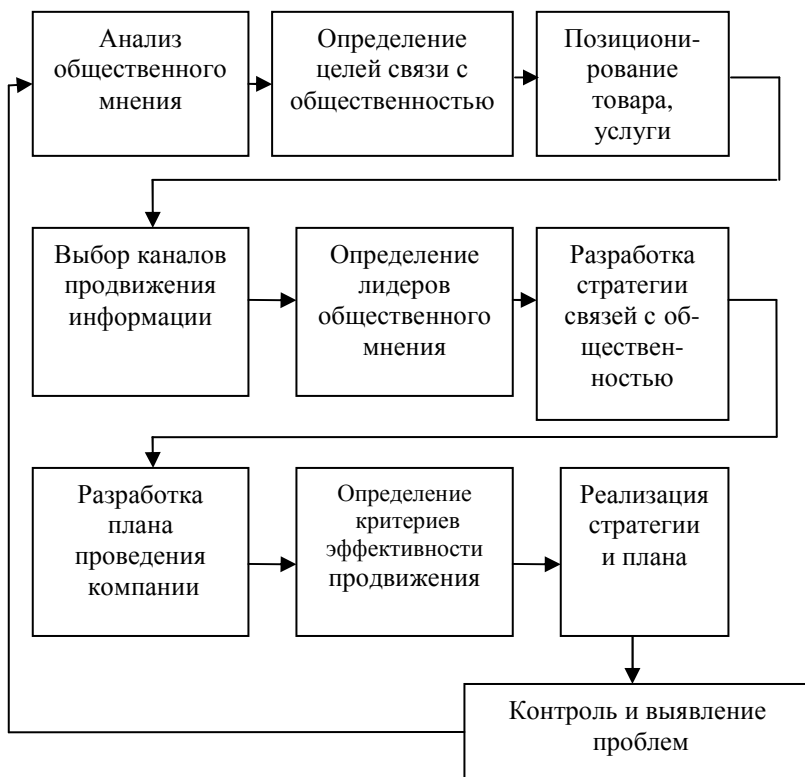 Анализ
общественного
мнения
Определение
целей связи с
общественностью
Позициони-
рование
товара,
услуги
Выбор каналов
продвижения
информации
Определение
лидеров
общественного
мнения
Разработка
стратегии
связей с об-
ществен-
ностью
Разработка
плана
проведения
компании
Определение
критериев
эффективности
продвижения
Реализация
стратегии
и плана
Контроль и выявление
проблем